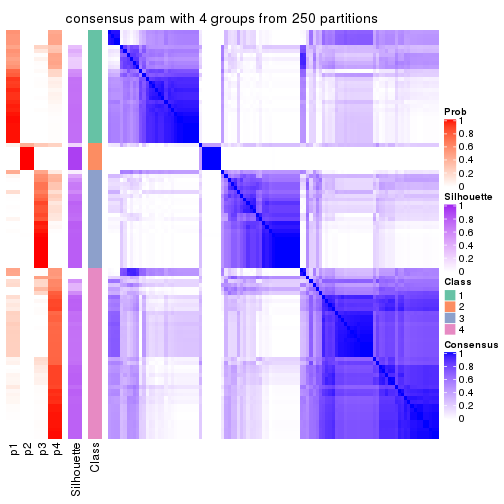 consensus pam with 4 groups from 250 partitions
Prob
1
0.8
0.6
0.4
0.2
0
Silhouette
1
0.8
0.6
0.4
0.2
0
Class
1
2
3
4
Consensus
1
0.8
0.6
0.4
0.2
0
p1
p2
p3
p4
Silhouette
Class